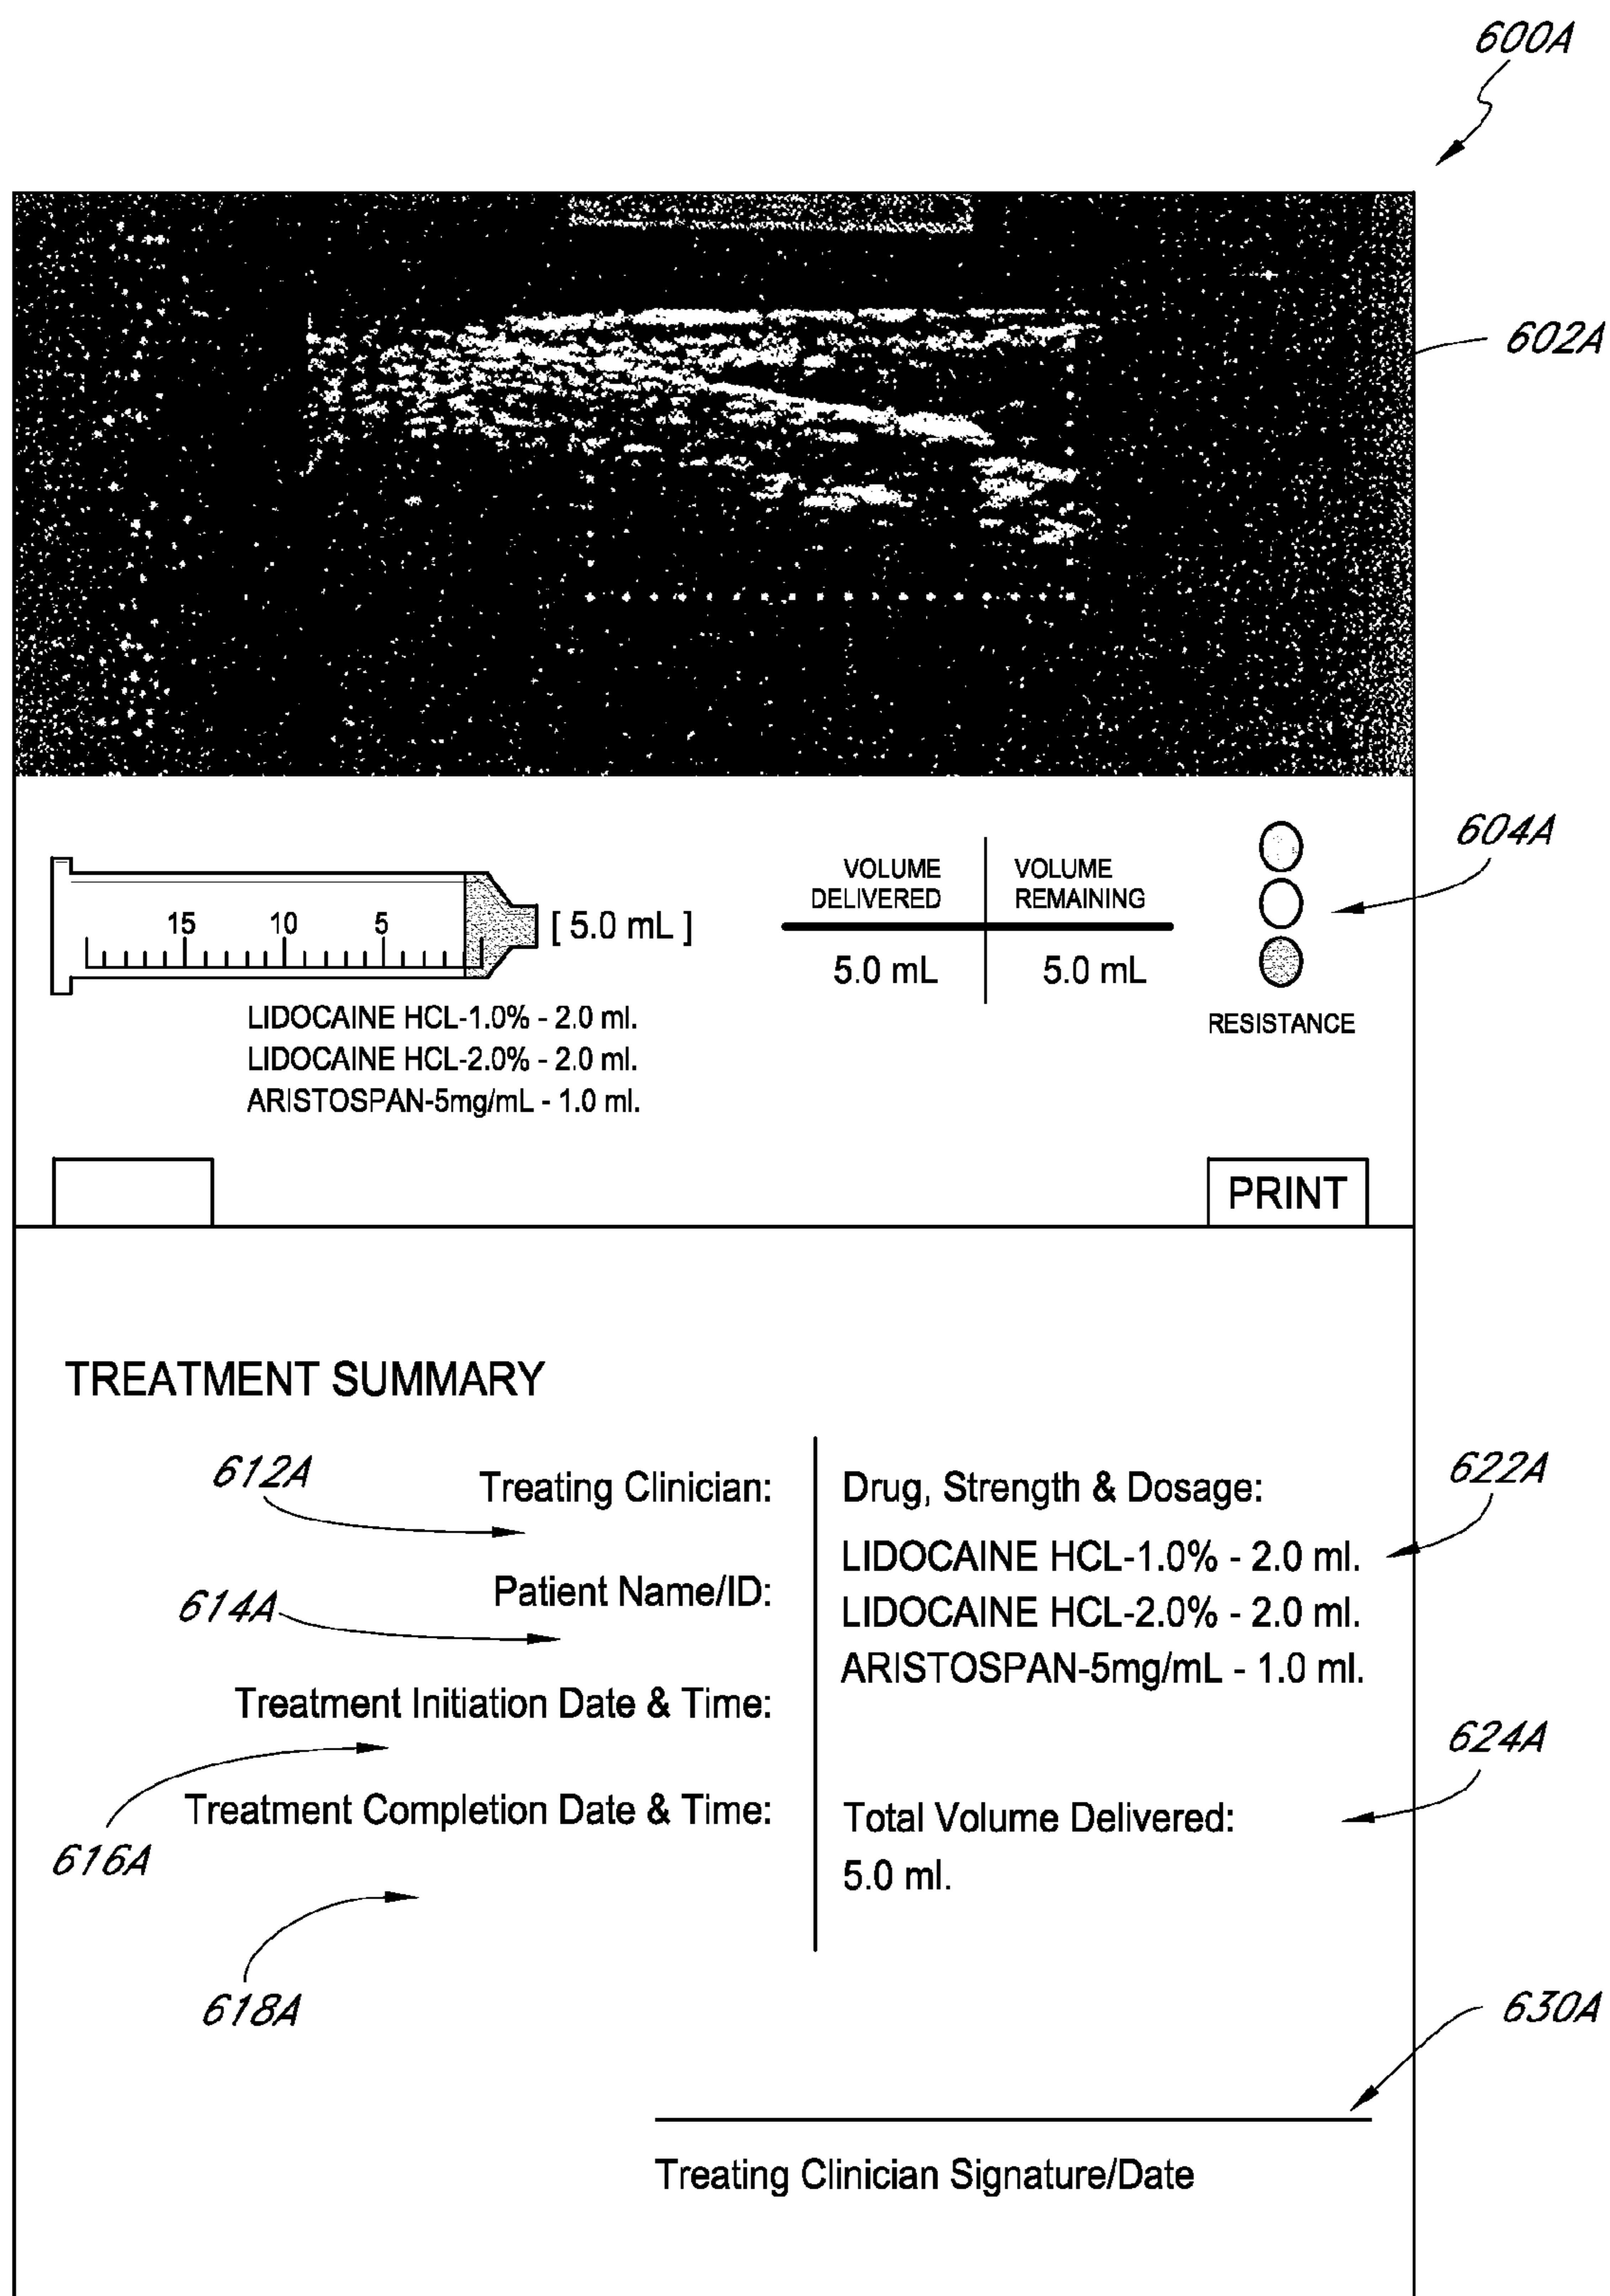 600A
602A
604A
15 10 5
[ 5.0 mL ]
VOLUME DELIVERED
VOLUME REMAINING
5.0 mL
5.0 mL
RESISTANCE
LIDOCAINE HCL-1.0% - 2.0 ml.
LIDOCAINE HCL-2.0% - 2.0 ml.
ARISTOSPAN-5mg/mL - 1.0 ml.
PRINT
TREATMENT SUMMARY
612A
Treating Clinician:
614A
Patient Name/ID:
Treatment Initiation Date & Time:
616A
Treatment Completion Date & Time:
618A
Drug, Strength & Dosage:
622A
LIDOCAINE HCL-1.0% - 2.0 ml.
LIDOCAINE HCL-2.0% - 2.0 ml.
ARISTOSPAN-5mg/mL - 1.0 ml.
624A
Total Volume Delivered:
5.0 ml.
630A
Treating Clinician Signature/Date